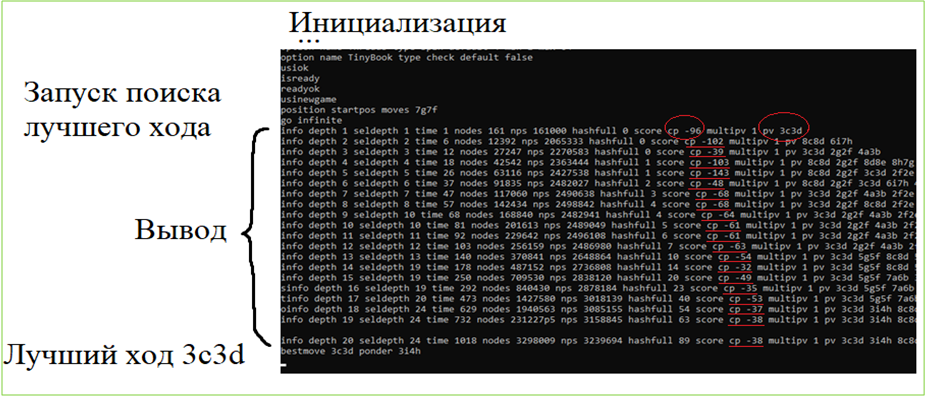 Инициализация
...
option name TinyBook type check default false
usiok
isready
readyok
usinewgame
position startpos moves 7g7f
go infinite
Запуск поиска
лучшего хода
info depth 1 seldepth 1 time 1 nodes 161 nps 161000 hashfull 0 score cp -96 multipv 1 pv 3c3d
info depth 2 seldepth 2 time 6 nodes 12392 nps 2065333 hashfull 0 score cp -102 multipv 1 pv 8c8d 6i7h
info depth 3 seldepth 3 time 12 nodes 27247 nps 2270583 hashfull 0 score cp -39 multipv 1 pv 3c3d 2g2f 4a3b
info depth 4 seldepth 4 time 18 nodes 42542 nps 2363444 hashfull 1 score cp -103 multipv 1 pv 8c8d 2g2f 8d8e 8h7g
info depth 5 seldepth 5 time 26 nodes 63116 nps 2427538 hashfull 1 score cp -143 multipv 1 pv 8c8d 2g2f 3c3d 2f2e
info depth 6 seldepth 6 time 37 nodes 91835 nps 2482027 hashfull 2 score cp -48 multipv 1 pv 8c8d 2g2f 3c3d 6i7h
info depth 7 seldepth 7 time 47 nodes 117060 nps 2490638 hashfull 3 score cp -68 multipv 1 pv 3c3d 2g2f 4a3b 2f2e
info depth 8 seldepth 8 time 57 nodes 142434 nps 2498842 hashfull 4 score cp -68 multipv 1 pv 3c3d 2g2f 8c8d 2f2e
info depth 9 seldepth 10 time 68 nodes 168840 nps 2482941 hashfull 4 score cp -64 multipv 1 pv 3c3d 2g2f 4a3b 2f2
info depth 10 seldepth 10 time 81 nodes 201613 nps 2489049 hashfull 5 score cp -61 multipv 1 pv 3c3d 2g2f 4a3b 2
info depth 11 seldepth 11 time 92 nodes 229642 nps 2496108 hashfull 6 score cp -61 multipv 1 pv 3c3d 2g2f 4a3b 2
info depth 12 seldepth 12 time 103 nodes 256159 nps 2486980 hashfull 7 score cp -63 multipv 1 pv 3c3d 2g2f 4a3b
info depth 13 seldepth 13 time 140 nodes 370841 nps 2648864 hashfull 10 score cp -54 multipv 1 pv 3c3d 5g5f 8c8d
info depth 14 seldepth 19 time 178 nodes 487152 nps 2736808 hashfull 14 score cp -32 multipv 1 pv 3c3d 5g5f 8c8d
info depth 15 seldepth 19 time 250 nodes 709530 nps 2838120 hashfull 20 score cp -49 multipv 1 pv 3c3d 5g5f 7a6b
sinfo depth 16 seldepth 19 time 292 nodes 840430 nps 2878184 hashfull 23 score cp -35 multipv 1 pv 3c3d 5g5f 7a6b
tinfo depth 17 seldepth 20 time 473 nodes 1427580 nps 3018139 hashfull 40 score cp -53 multipv 1 pv 3c3d 5g5f 7a6
oinfo depth 18 seldepth 24 time 629 nodes 1940563 nps 3085155 hashfull 54 score cp -37 multipv 1 pv 3c3d 3i4h 8c8
info depth 19 seldepth 24 time 732 nodes 231227p5 nps 3158845 hashfull 63 score cp -38 multipv 1 pv 3c3d 3i4h 8c8d
Вывод
info depth 20 seldepth 24 time 1018 nodes 3298009 nps 3239694 hashfull 89 score cp -38 multipv 1 pv 3c3d 3i4h 8c8d
bestmove 3c3d ponder 3i4h
Лучший ход 3c3d